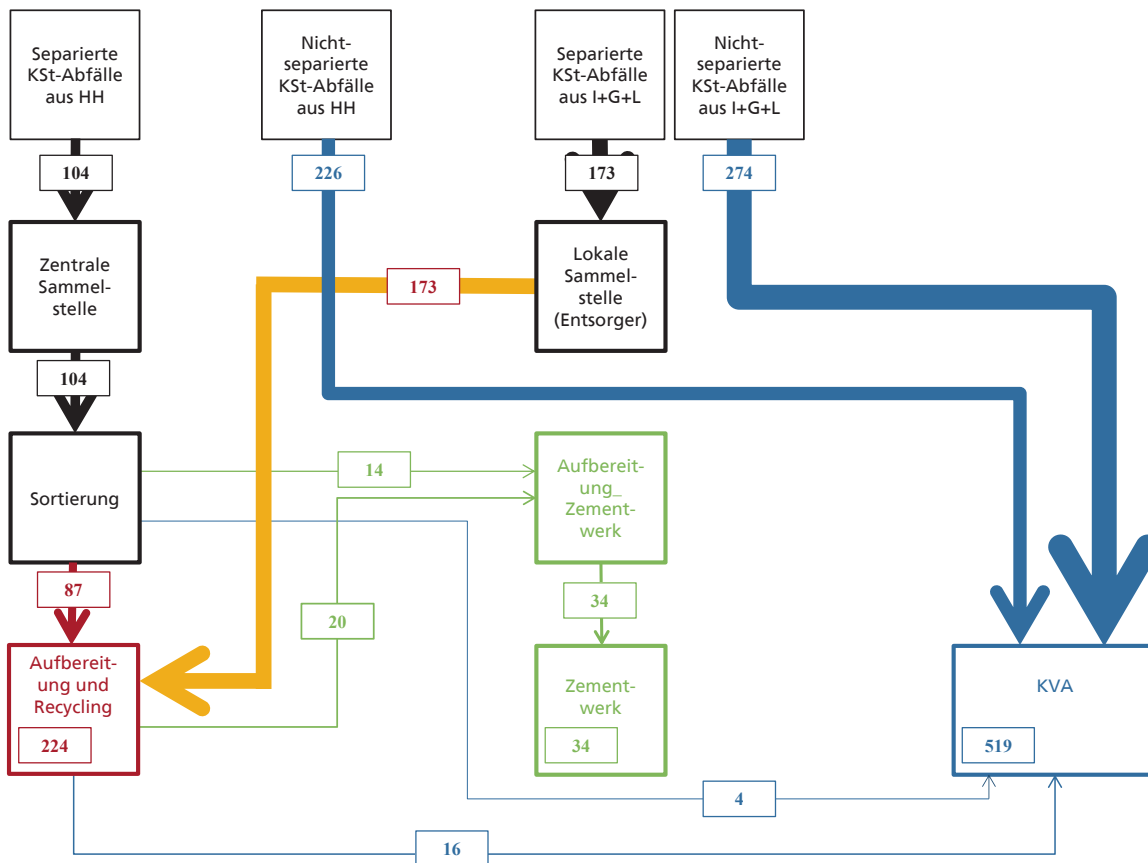 Separierte
KSt-Abfälle
aus HH
Nicht-
separierte
KSt-Abfälle
aus HH
Separierte
KSt-Abfälle
aus I+G+L
Nicht-
separierte
KSt-Abfälle
aus I+G+L
104
226
173
274
Zentrale
Sammel-
stelle
173
Lokale
Sammel-
stelle
(Entsorger)
104
Sortierung
14
Aufbereit-
ung_
Zement-
werk
87
20
34
Aufbereit-
ung und
Recycling
224
Zement-
werk
34
KVA
519
4
16